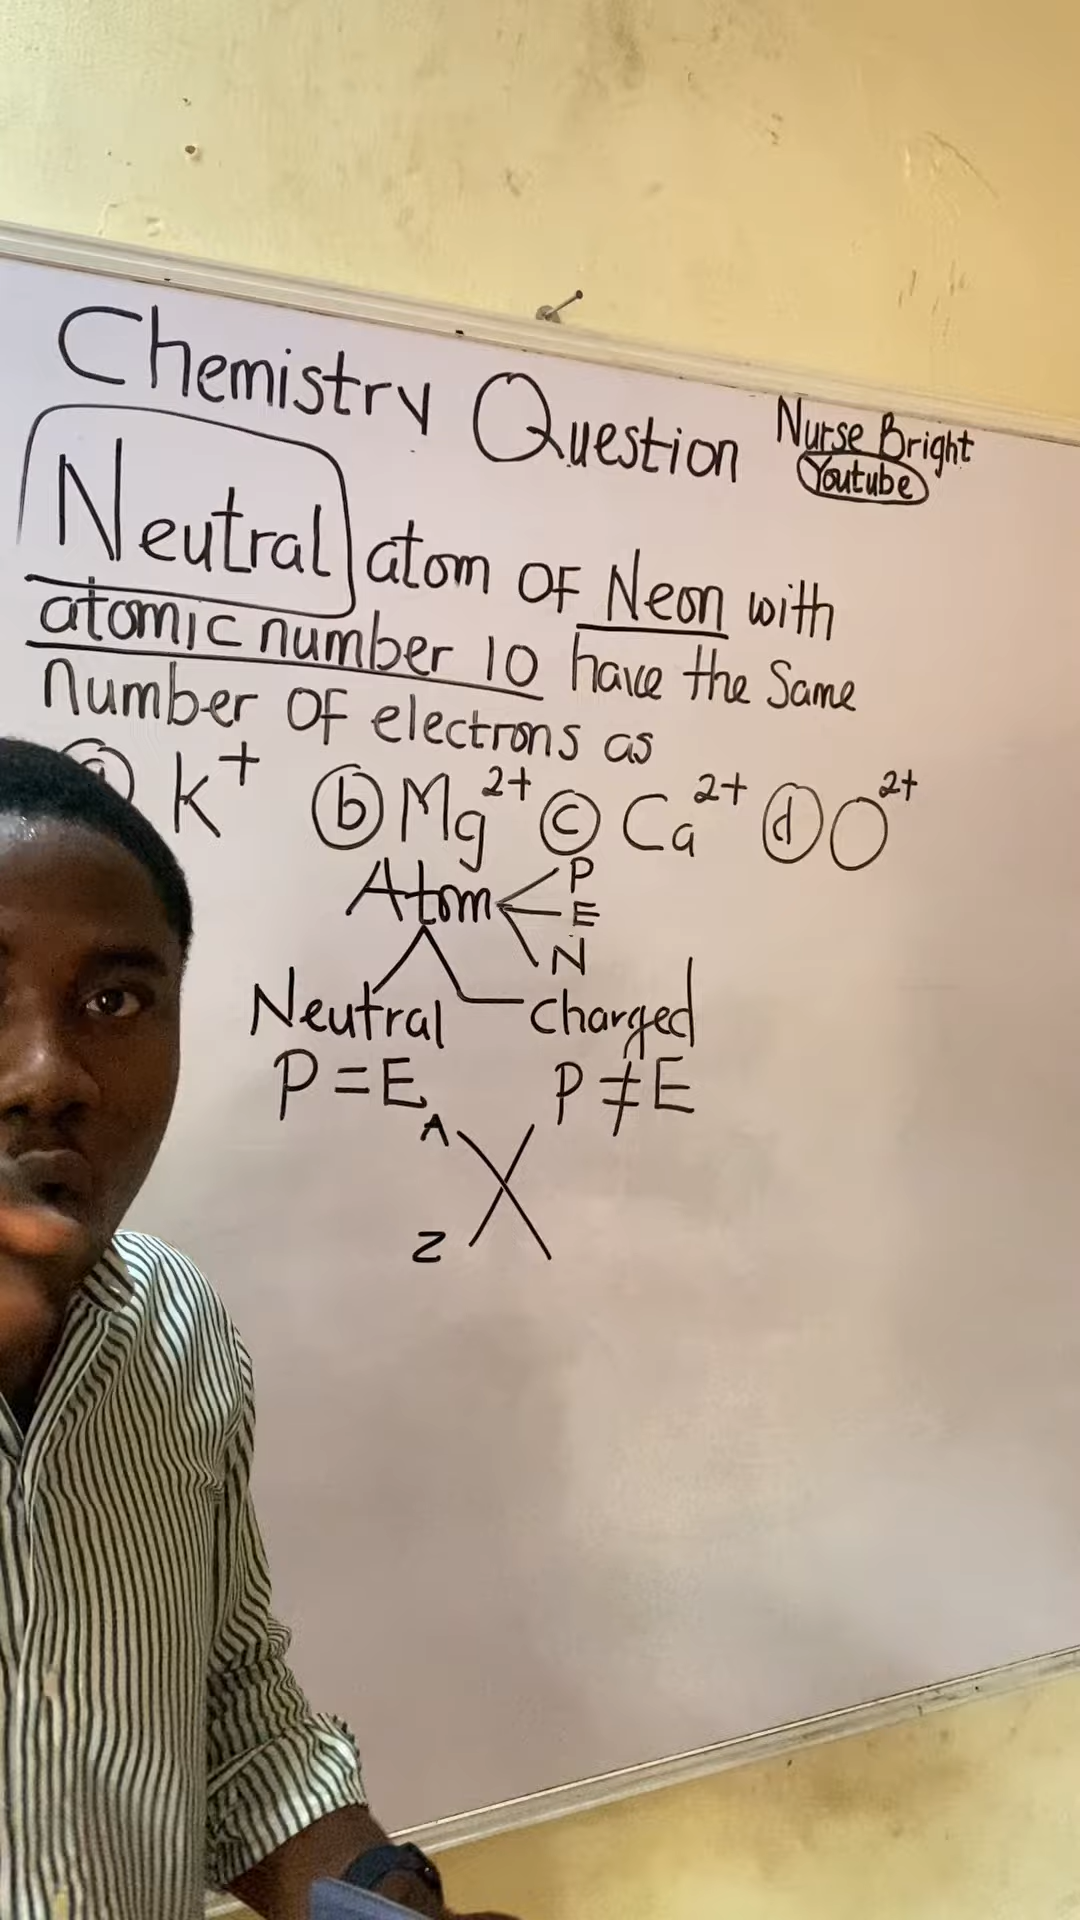 Chemistry Question
Nurse Bright
Youtube
Neutral atom OF Neon with
atomic number 10 have the Same
Number OF electrons as
a K⁺ b Mg²⁺ c Ca²⁺ d O²⁺
Atom
P
E
N
Neutral charged
P=E P≠E
A
Z
X